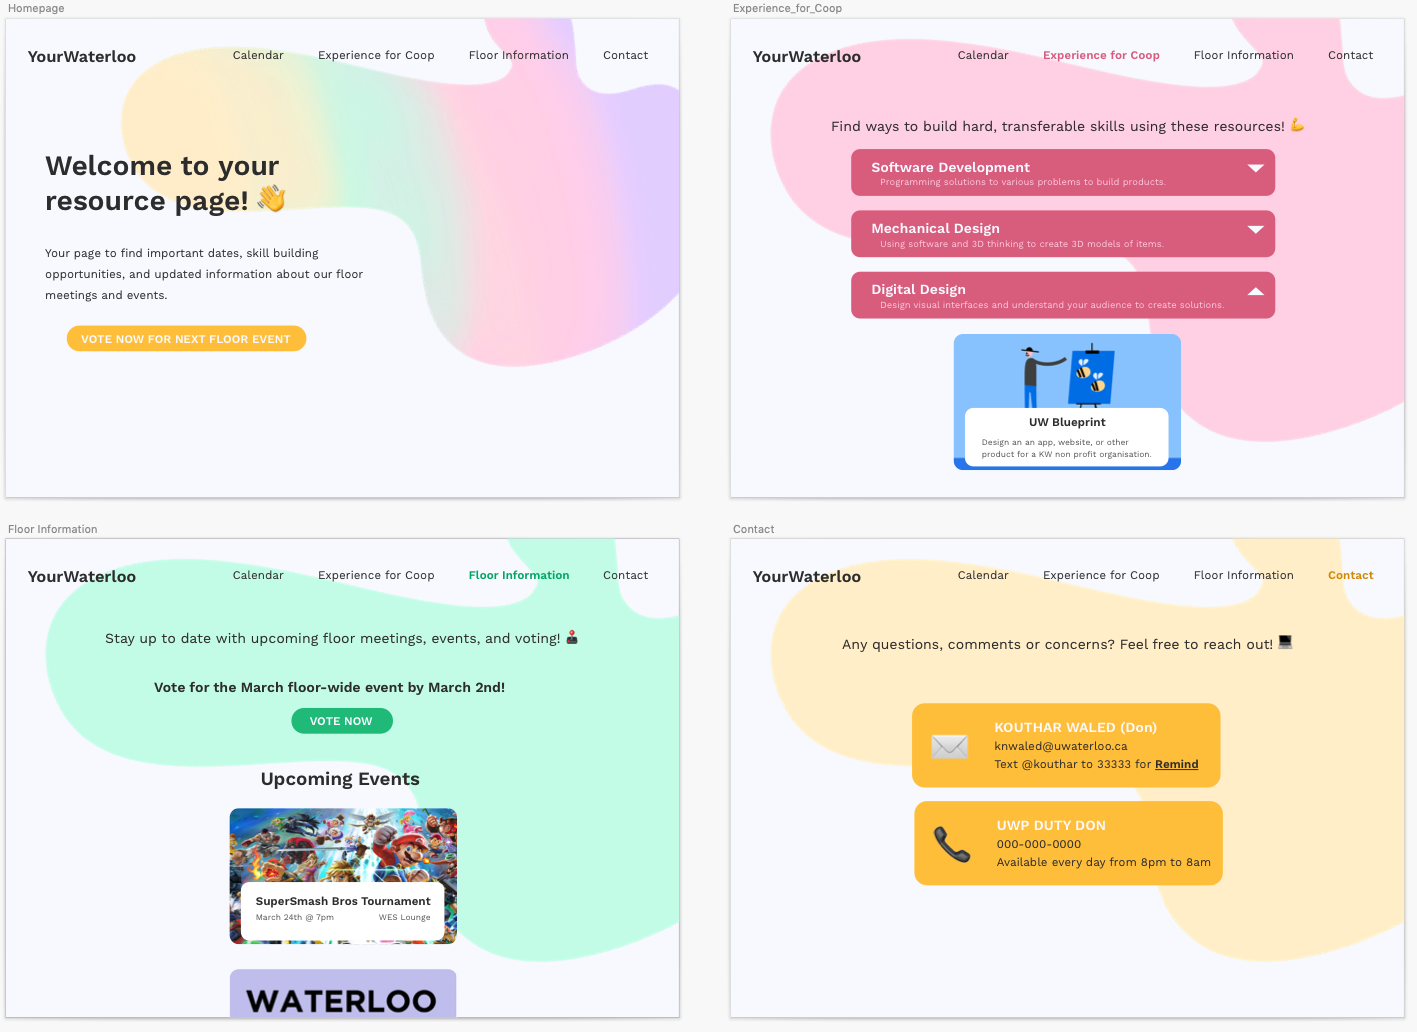 Homepage
YourWaterloo
Calendar
Experience for Coop
Floor Information
Contact
Welcome to your
resource page!
Your page to find important dates, skill building
opportunities, and updated information about our floor
meetings and events.
VOTE NOW FOR NEXT FLOOR EVENT
Experience_for_Coop
YourWaterloo
Calendar
Experience for Coop
Floor Information
Contact
Find ways to build hard, transferable skills using these resources!
Software Development
Programming solutions to various problems to build products.
Mechanical Design
Using software and 3D thinking to create 3D models of items.
Digital Design
Design visual interfaces and understand your audience to create solutions.
UW Blueprint
Design an an app, website, or other
product for a KW non profit organisation.
Floor Information
YourWaterloo
Calendar
Experience for Coop
Floor Information
Contact
Stay up to date with upcoming floor meetings, events, and voting!
Vote for the March floor-wide event by March 2nd!
VOTE NOW
Upcoming Events
SuperSmash Bros Tournament
March 24th @ 7pm
WES Lounge
WATERLOO
Contact
YourWaterloo
Calendar
Experience for Coop
Floor Information
Contact
Any questions, comments or concerns? Feel free to reach out!
KOUTHAR WALED (Don)
knwaled@uwaterloo.ca
Text @kouthar to 33333 for Remind
UWP DUTY DON
000-000-0000
Available every day from 8pm to 8am